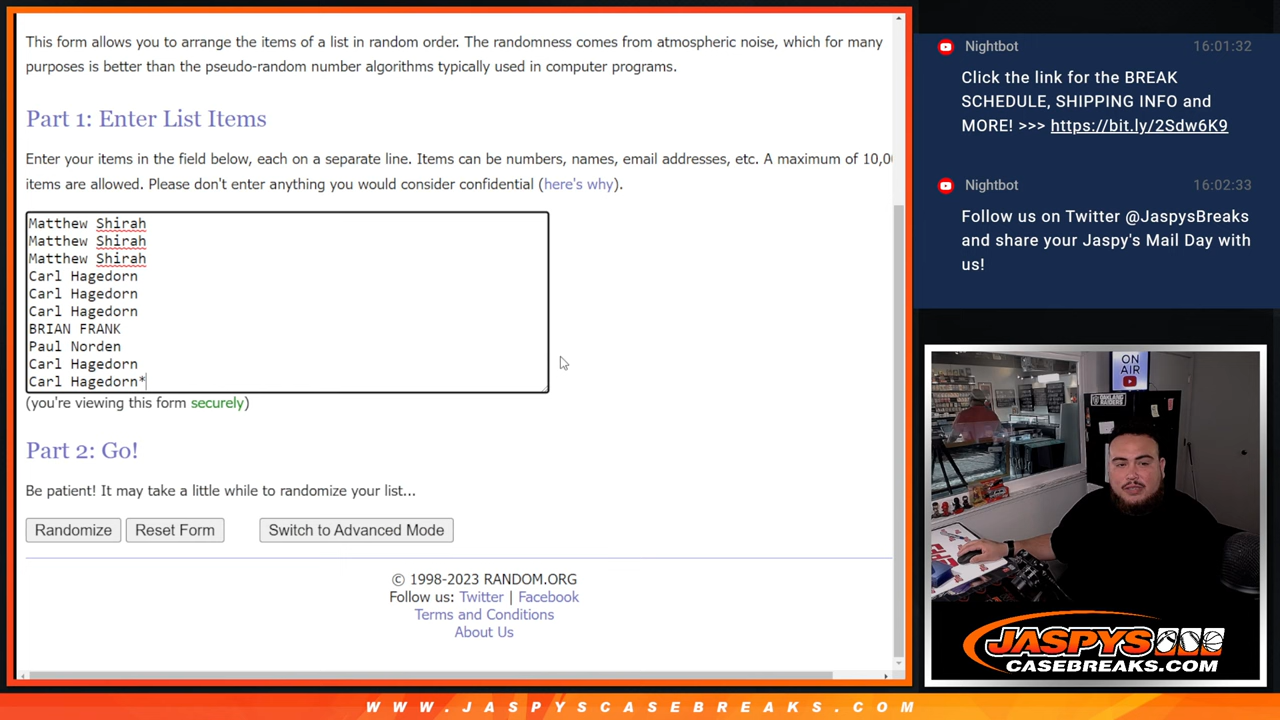 This form allows you to arrange the items of a list in random order. The randomness comes from atmospheric noise, which for many
purposes is better than the pseudo-random number algorithms typically used in computer programs.
Part 1: Enter List Items
Enter your items in the field below, each on a separate line. Items can be numbers, names, email addresses, etc. A maximum of 10,0
items are allowed. Please don't enter anything you would consider confidential (here's why).
Matthew Shirah
Matthew Shirah
Matthew Shirah
Carl Hagedorn
Carl Hagedorn
Carl Hagedorn
BRIAN FRANK
Paul Norden
Carl Hagedorn
Carl Hagedorn*
(you're viewing this form securely)
Part 2: Go!
Be patient! It may take a little while to randomize your list...
Randomize Reset Form Switch to Advanced Mode
© 1998-2023 RANDOM.ORG
Follow us: Twitter | Facebook
Terms and Conditions
About Us
Nightbot 16:01:32
Click the link for the BREAK
SCHEDULE, SHIPPING INFO and
MORE! >>> https://bit.ly/2Sdw6K9
Nightbot 16:02:33
Follow us on Twitter @JaspysBreaks
and share your Jaspy's Mail Day with
us!
ON
AIR
JASPYS
CASEBREAKS.COM
WWW.JASPYSCASEBREAKS.COM